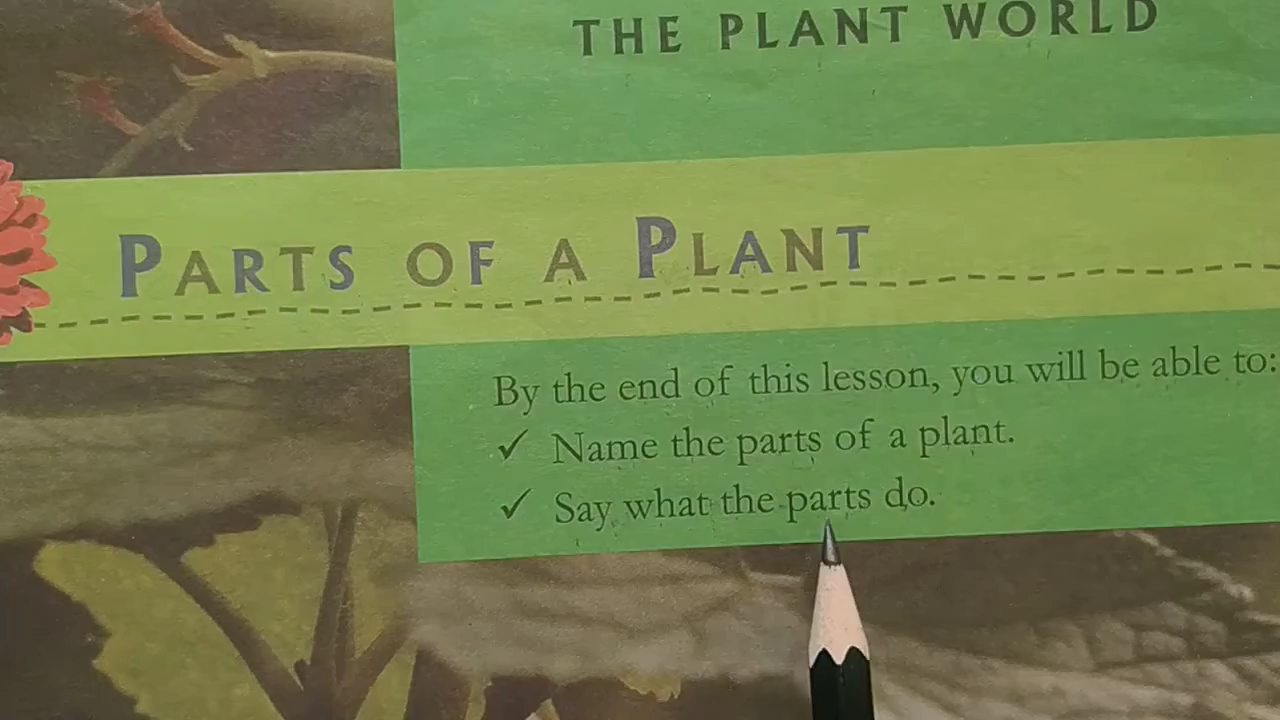 THE PLANT WORLD
PARTS OF A PLANT
By the end of this lesson, you will be able to:
✓ Name the parts of a plant.
✓ Say what the parts do.